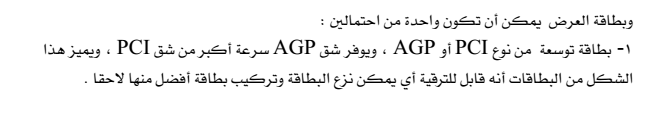 وبطاقة العرض يمكن أن تكون واحدة من احتمالين :
١- بطاقة توسعة من نوع PCI أو AGP ، ويوفر شق AGP سرعة أكبر من شق PCI ، ويميز هذا
الشكل من البطاقات أنه قابل للترقية أي يمكن نزع البطاقة وتركيب بطاقة أفضل منها لاحقا .